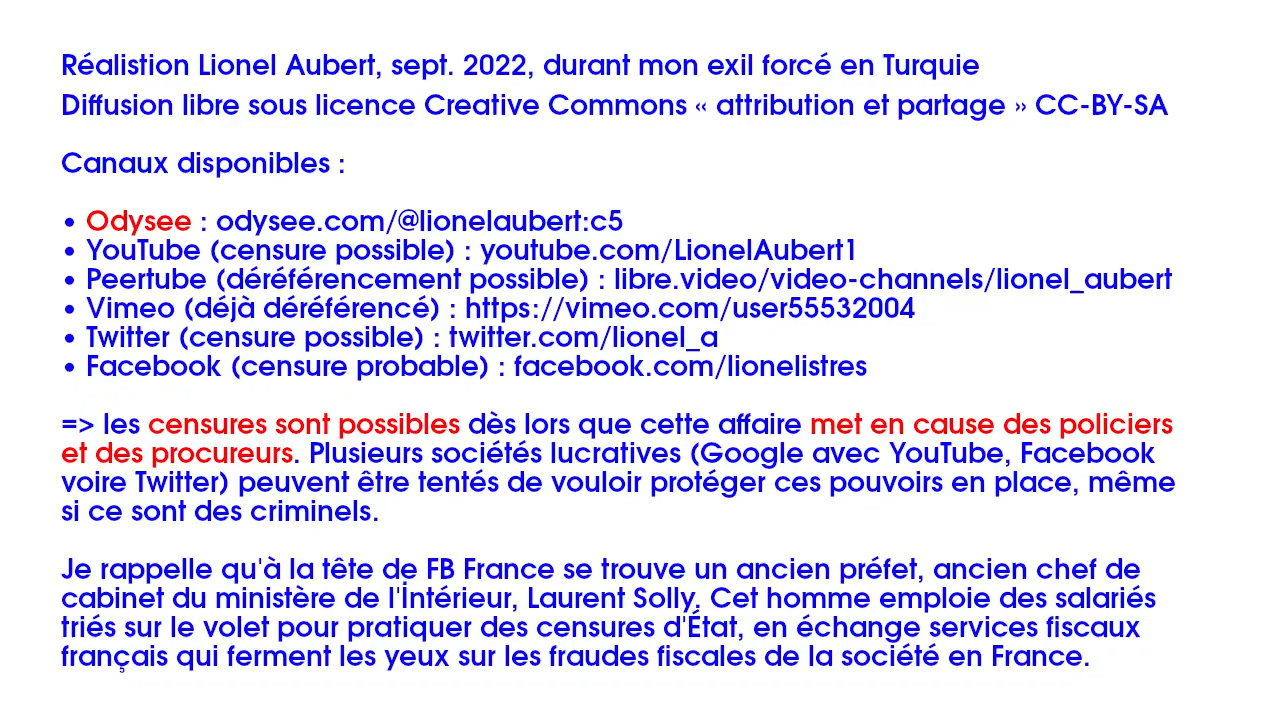 Réalistion Lionel Aubert, sept. 2022, durant mon exil forcé en Turquie
Diffusion libre sous licence Creative Commons « attribution et partage » CC-BY-SA
Canaux disponibles :
• Odysee : odysee.com/@lionelaubert:c5
• YouTube (censure possible) : youtube.com/LionelAubert1
• Peertube (déréférencement possible) : libre.video/video-channels/lionel_aubert
• Vimeo (déjà déréférencé) : https://vimeo.com/user55532004
• Twitter (censure possible) : twitter.com/lionel_a
• Facebook (censure probable) : facebook.com/lionelistres
=> les censures sont possibles dès lors que cette affaire met en cause des policiers
et des procureurs. Plusieurs sociétés lucratives (Google avec YouTube, Facebook
voire Twitter) peuvent être tentés de vouloir protéger ces pouvoirs en place, même
si ce sont des criminels.
Je rappelle qu'à la tête de FB France se trouve un ancien préfet, ancien chef de
cabinet du ministère de l'İntérieur, Laurent Solly. Cet homme emploie des salariés
triés sur le volet pour pratiquer des censures d'État, en échange services fiscaux
français qui ferment les yeux sur les fraudes fiscales de la société en France.